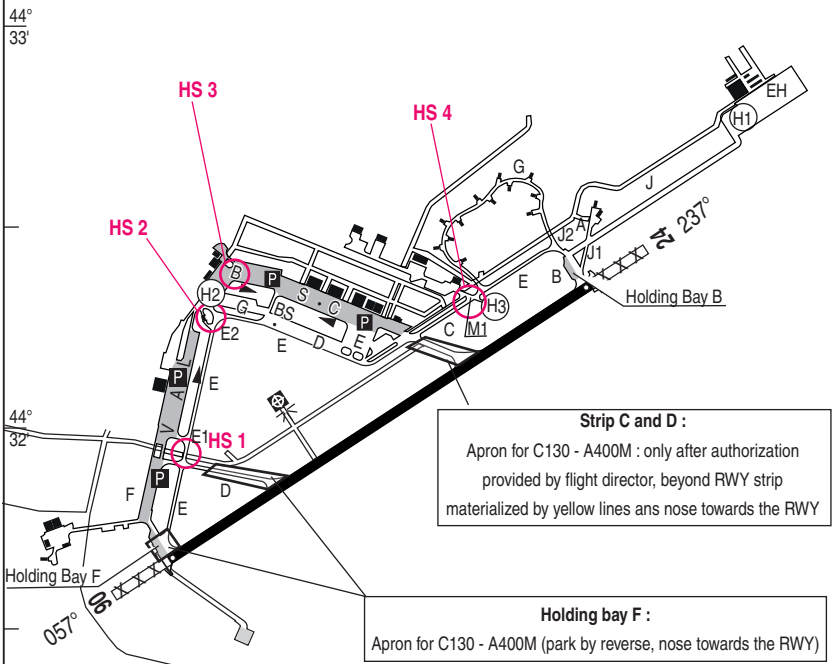 44°
33'
HS 3
HS 4
EH
H1
G
J
HS 2
A
J2
24 237°
J1
B
P
H2
S
E
H3
B
Holding Bay B
G
BS
C
P
C
M1
E2
E
D
E
L
P
A
E
44°
32'
V
E1
HS 1
Strip C and D :
Apron for C130 - A400M : only after authorization
provided by flight director, beyond RWY strip
materialized by yellow lines ans nose towards the RWY
P
D
F
E
Holding Bay F
06
057°
Holding bay F :
Apron for C130 - A400M (park by reverse, nose towards the RWY)